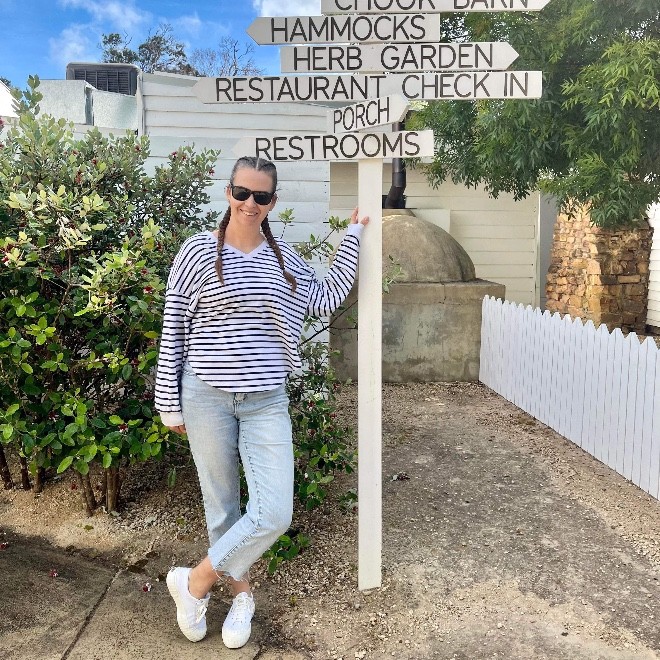 CHOOK BARN
HAMMOCKS
HERB GARDEN
RESTAURANT CHECK IN
PORCH
RESTROOMS